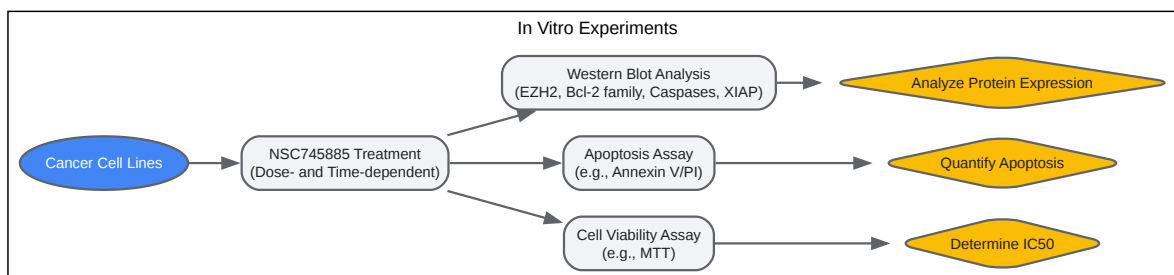 In Vitro Experiments
Western Blot Analysis
(EZH2, Bcl-2 family, Caspases, XIAP)
Analyze Protein Expression
Cancer Cell Lines
NSC745885 Treatment
(Dose- and Time-dependent)
Apoptosis Assay
(e.g., Annexin V/PI)
Quantify Apoptosis
Cell Viability Assay
(e.g., MTT)
Determine IC50